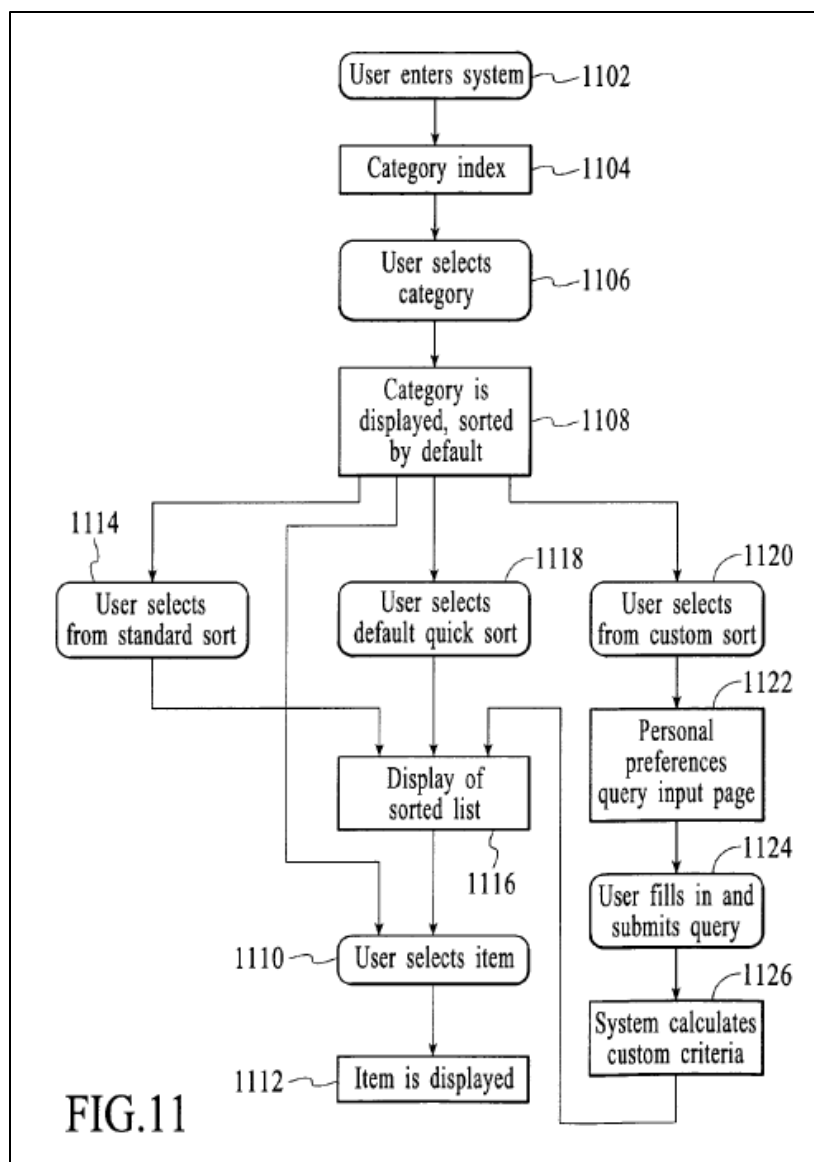 User enters system
1102
Category index
1104
User selects
category
1106
Category is
displayed, sorted
by default
1108
1114
User selects
from standard sort
1118
User selects
default quick sort
1120
User selects
from custom sort
1122
Personal
preferences
query input page
Display of
sorted list
1116
1124
User fills in and
submits query
1110
User selects item
1126
System calculates
custom criteria
1112
Item is displayed
FIG.11